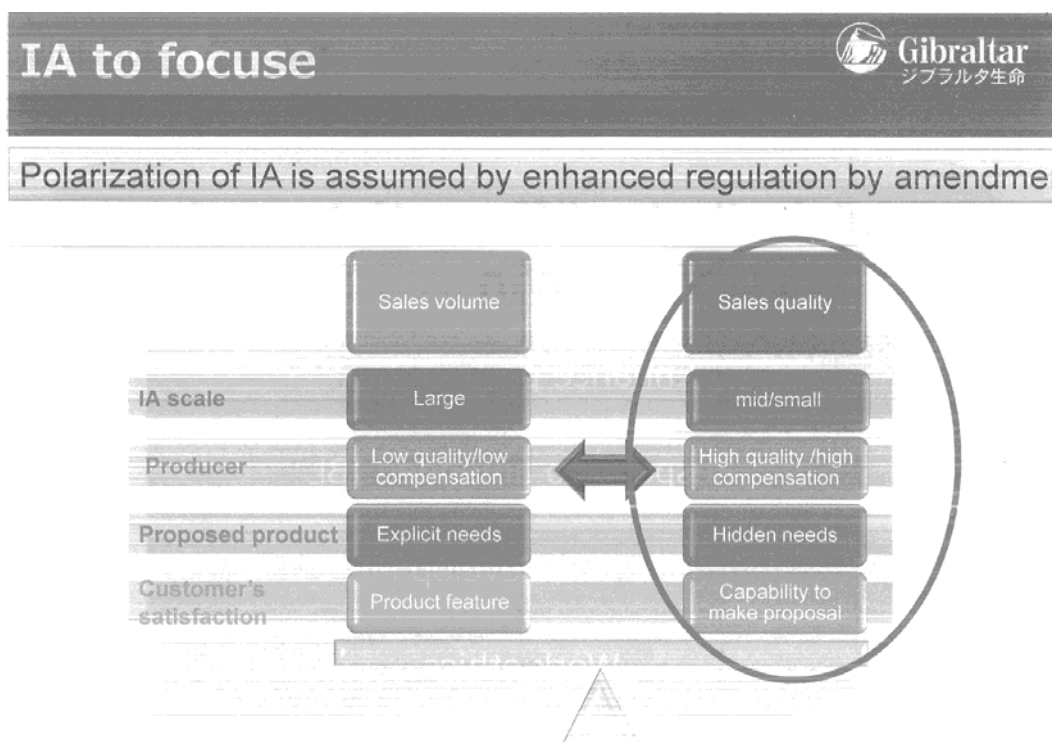 IA to focuse
Gibraltar
ジブラルタ生命
Polarization of IA is assumed by enhanced regulation by amendme
Sales volume
Sales quality
IA scale
Large
mid/small
Producer
Low quality/low
compensation
High quality /high
compensation
Proposed product
Explicit needs
Hidden needs
Customer's
satisfaction
Product feature
Capability to
make proposal